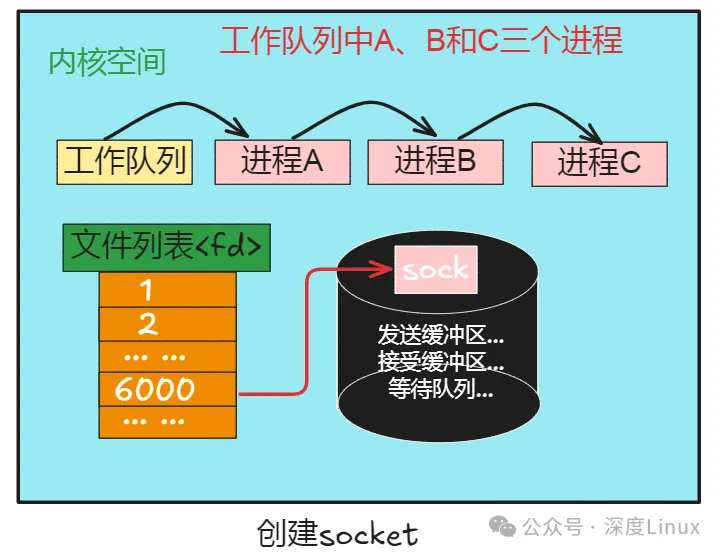 工作队列中A、B和C三个进程
内核空间
工作队列
进程A
进程B
进程C
文件列表<fd>
1
2
... ...
6000
... ...
sock
发送缓冲区...
接受缓冲区...
等待队列...
创建socket
公众号 · 深度Linux